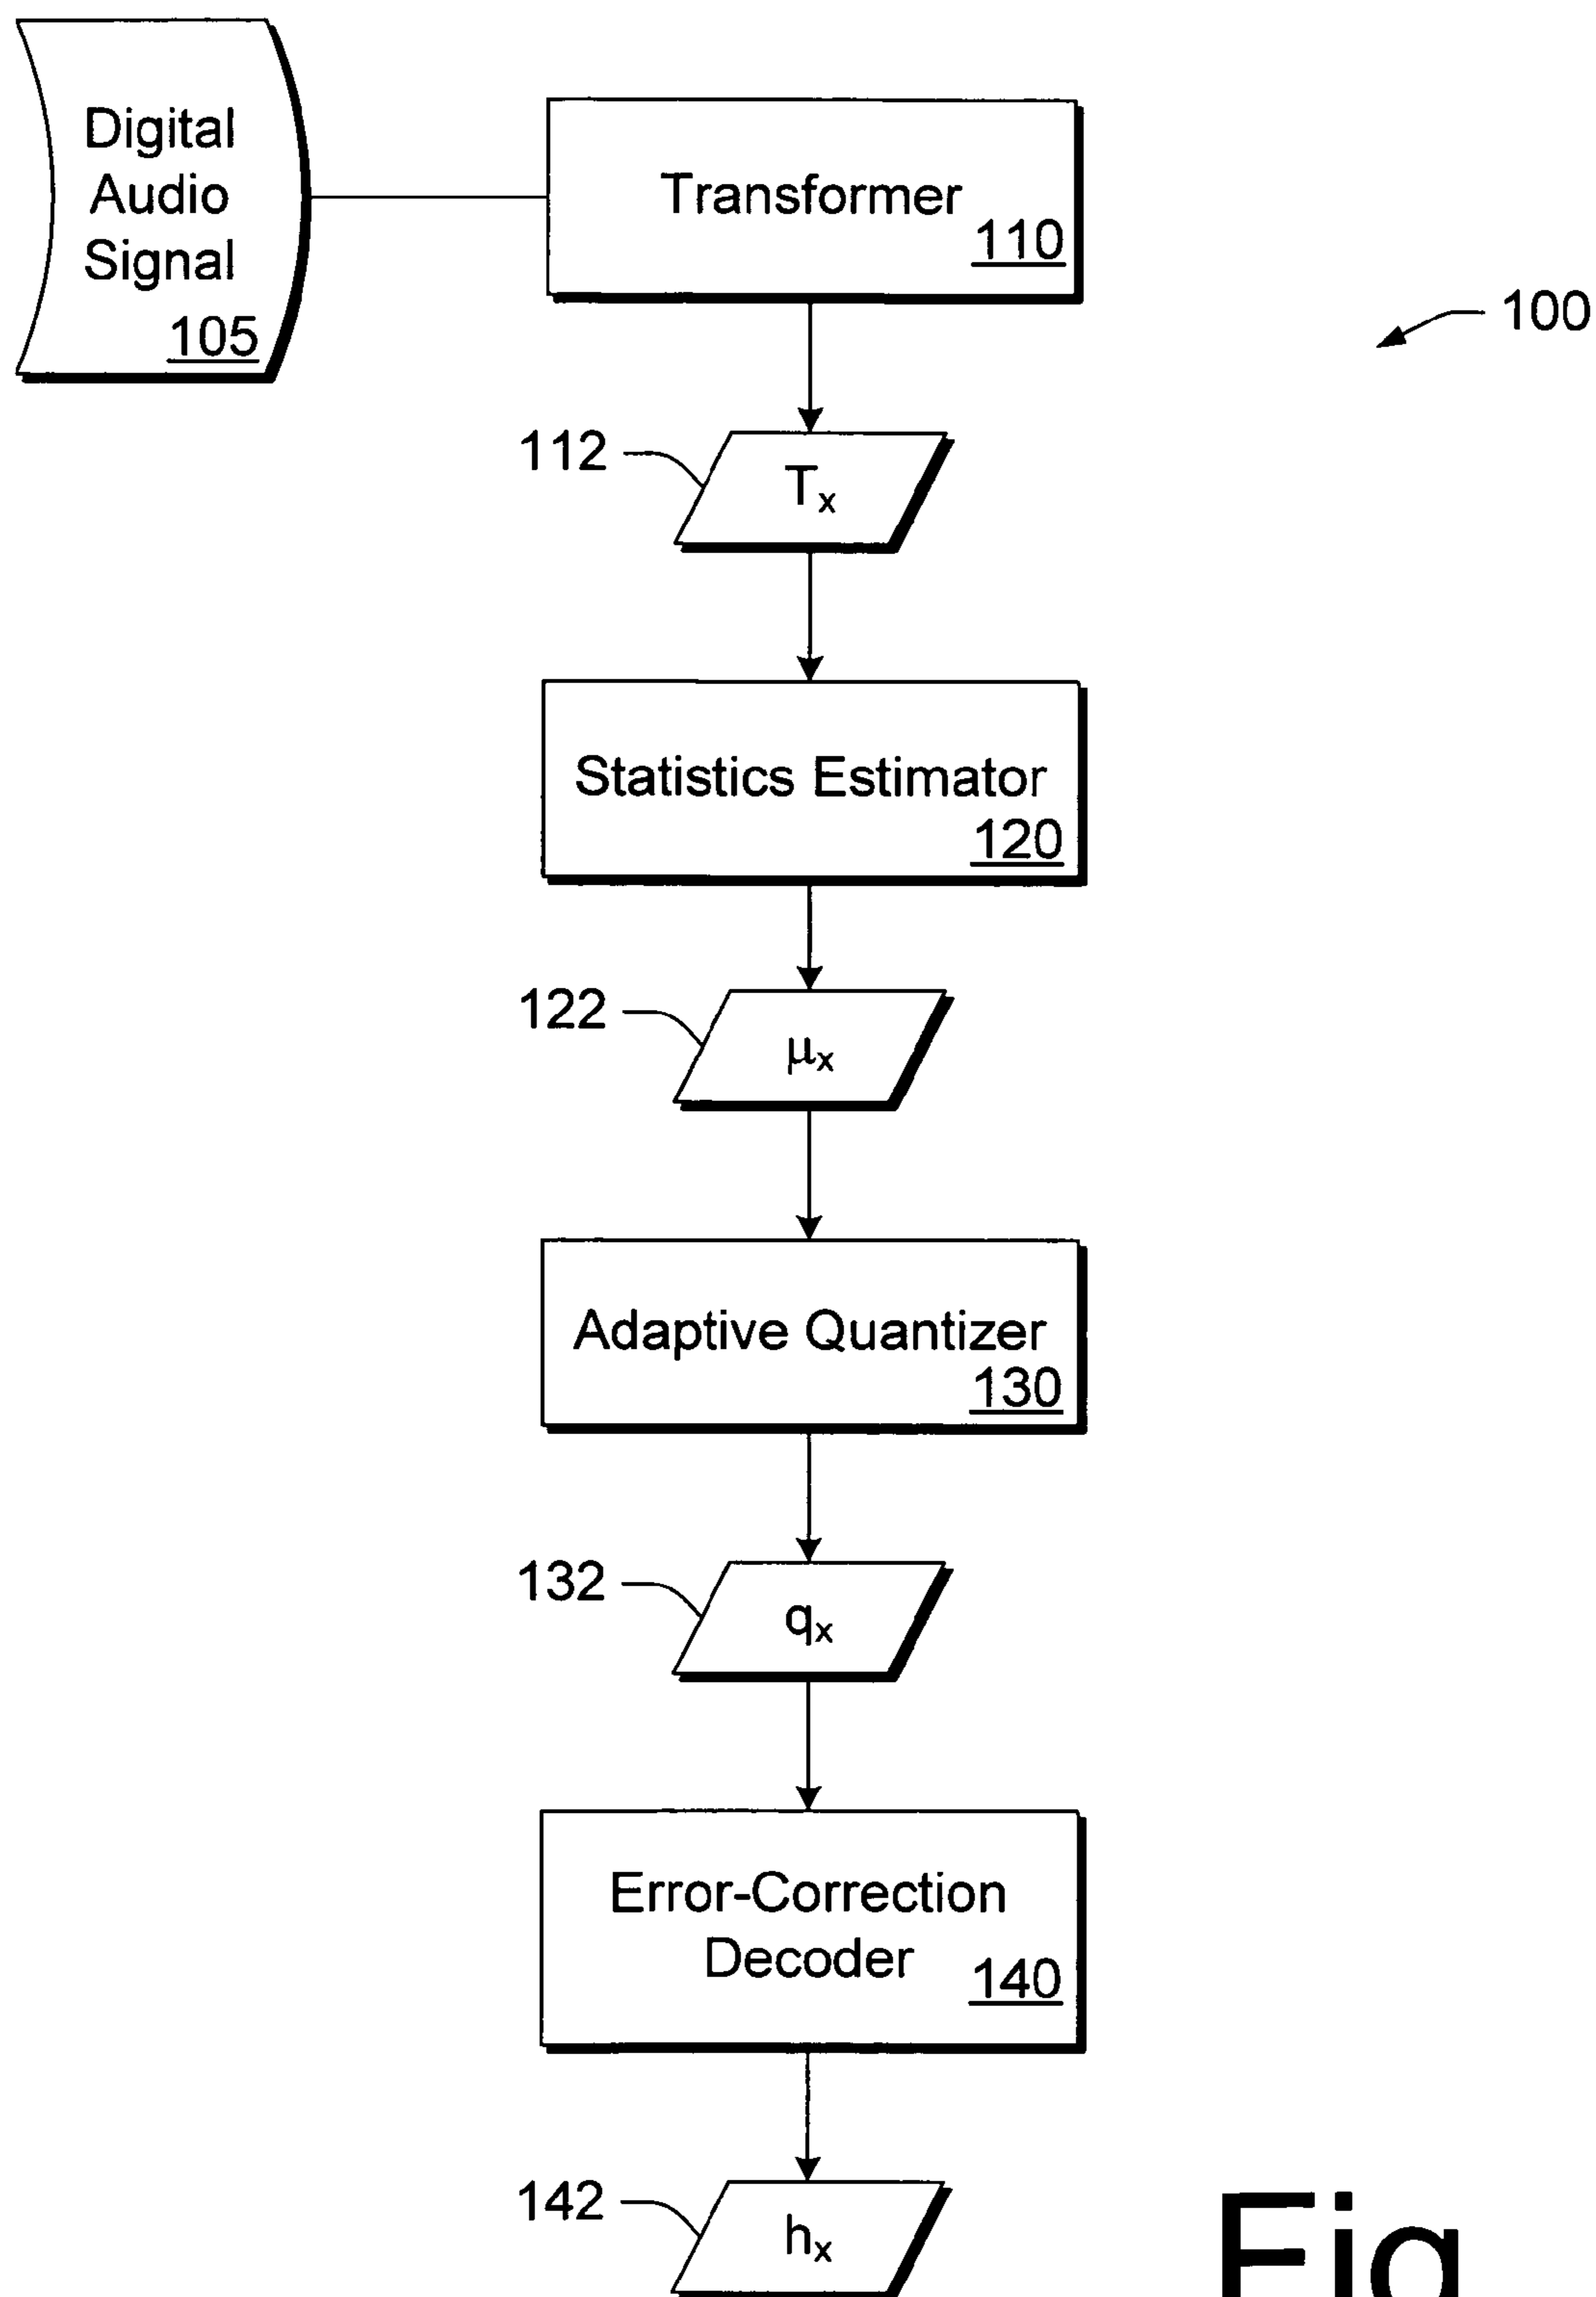 Digital
Audio
Signal
105
Transformer
110
100
112
Tx
Statistics Estimator
120
122
μx
Adaptive Quantizer
130
132
qx
Error-Correction
Decoder
140
142
hx
Fig